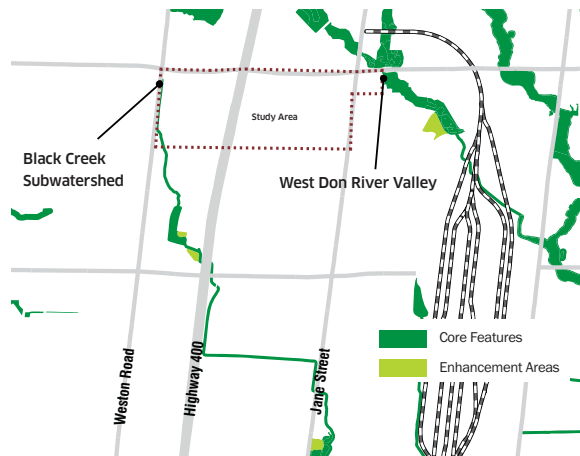 Study Area
Black Creek
Subwatershed
West Don River Valley
Core Features
Enhancement Areas
Weston Road
Highway 400
Jane Street